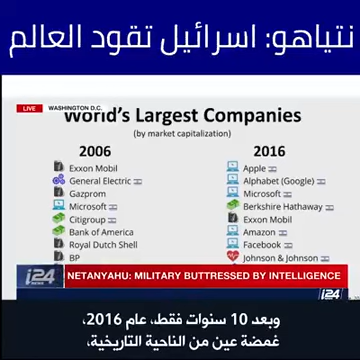 نتياهو: اسرائيل تقود العالم
LIVE WASHINGTON D.C.
World's Largest Companies
(by market capitalization)
2006
Exxon Mobil
General Electric
Gazprom
Microsoft
Citigroup
Bank of America
Royal Dutch Shell
BP
2016
Apple
Alphabet (Google)
Microsoft
Berkshire Hathaway
Exxon Mobil
Amazon
Facebook
Johnson & Johnson
i24 NEWS
NETANYAHU: MILITARY BUTTRESSED BY INTELLIGENCE
i24
وبعد 10 سنوات فقط، عام 2016،
غمضة عين من الناحية التاريخية،